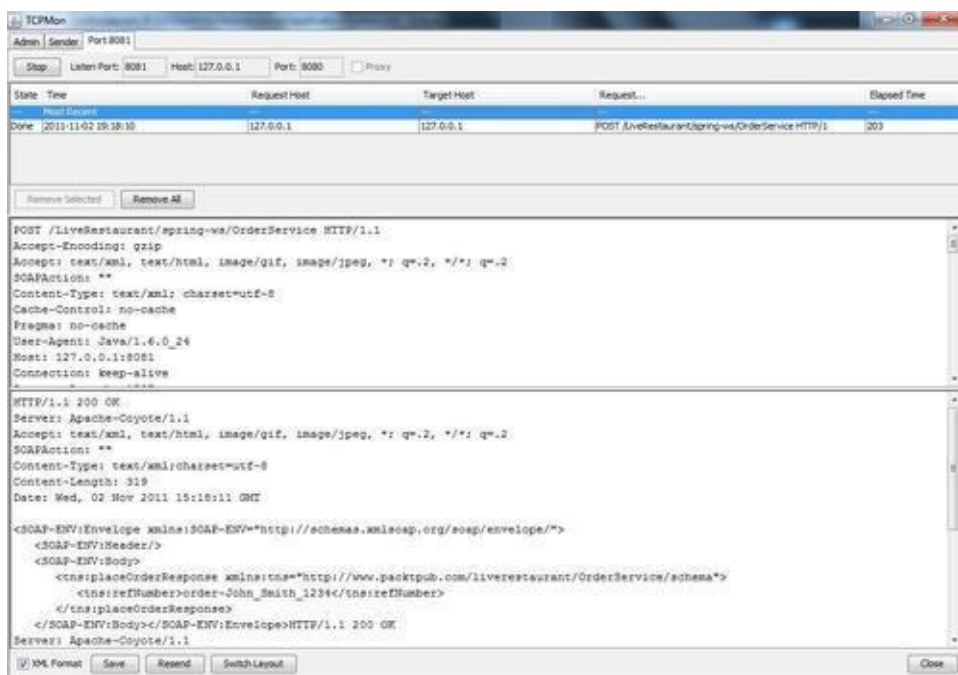 TCPMon
Admin Sender Port 8081
Stop Listen Port: 8081 Host: 127.0.0.1 Port: 8080 Proxy
State Time Request Host Target Host Request... Elapsed Time
--- Most Recent --- --- --- ---
Done 2011-11-02 19:18:10 127.0.0.1 127.0.0.1 POST /LiveRestaurant/spring-ws/OrderService HTTP/1 203
Remove Selected Remove All
POST /LiveRestaurant/spring-ws/OrderService HTTP/1.1
Accept-Encoding: gzip
Accept: text/xml, text/html, image/gif, image/jpeg, *; q=.2, */*; q=.2
SOAPAction: ""
Content-Type: text/xml; charset=utf-8
Cache-Control: no-cache
Pragma: no-cache
User-Agent: Java/1.6.0_24
Host: 127.0.0.1:8081
Connection: keep-alive
HTTP/1.1 200 OK
Server: Apache-Coyote/1.1
Accept: text/xml, text/html, image/gif, image/jpeg, *; q=.2, */*; q=.2
SOAPAction: ""
Content-Type: text/xml;charset=utf-8
Content-Length: 319
Date: Wed, 02 Nov 2011 15:18:11 GMT
<SOAP-ENV:Envelope xmlns:SOAP-ENV="http://schemas.xmlsoap.org/soap/envelope/">
<SOAP-ENV:Header/>
<SOAP-ENV:Body>
<tns:placeOrderResponse xmlns:tns="http://www.packtpub.com/liverestaurant/OrderService/schema">
<tns:refNumber>order-John_Smith_1234</tns:refNumber>
</tns:placeOrderResponse>
</SOAP-ENV:Body></SOAP-ENV:Envelope>HTTP/1.1 200 OK
Server: Apache-Coyote/1.1
XML Format Save Resend Switch Layout Close